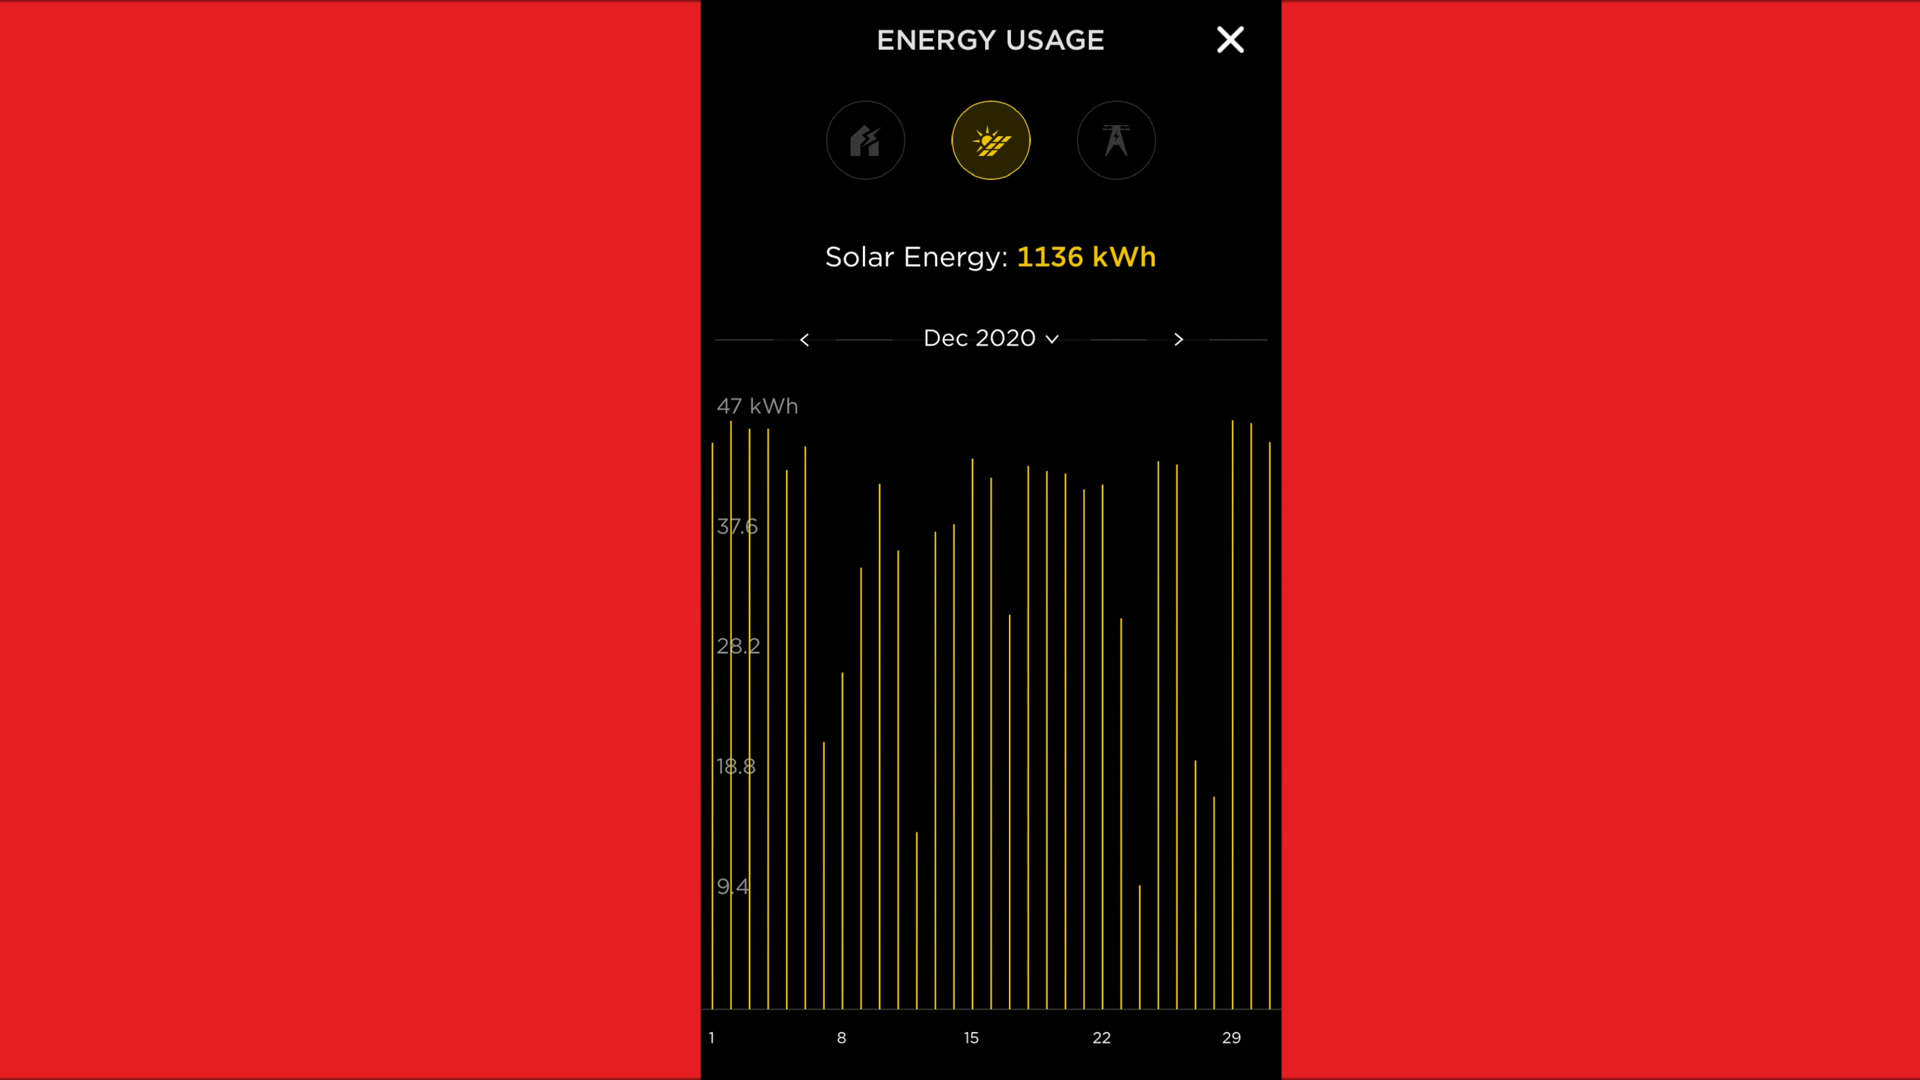 ENERGY USAGE
Solar Energy: 1136 kWh
Dec 2020
47 kWh
37.6
28.2
18.8
9.4
1 8 15 22 29